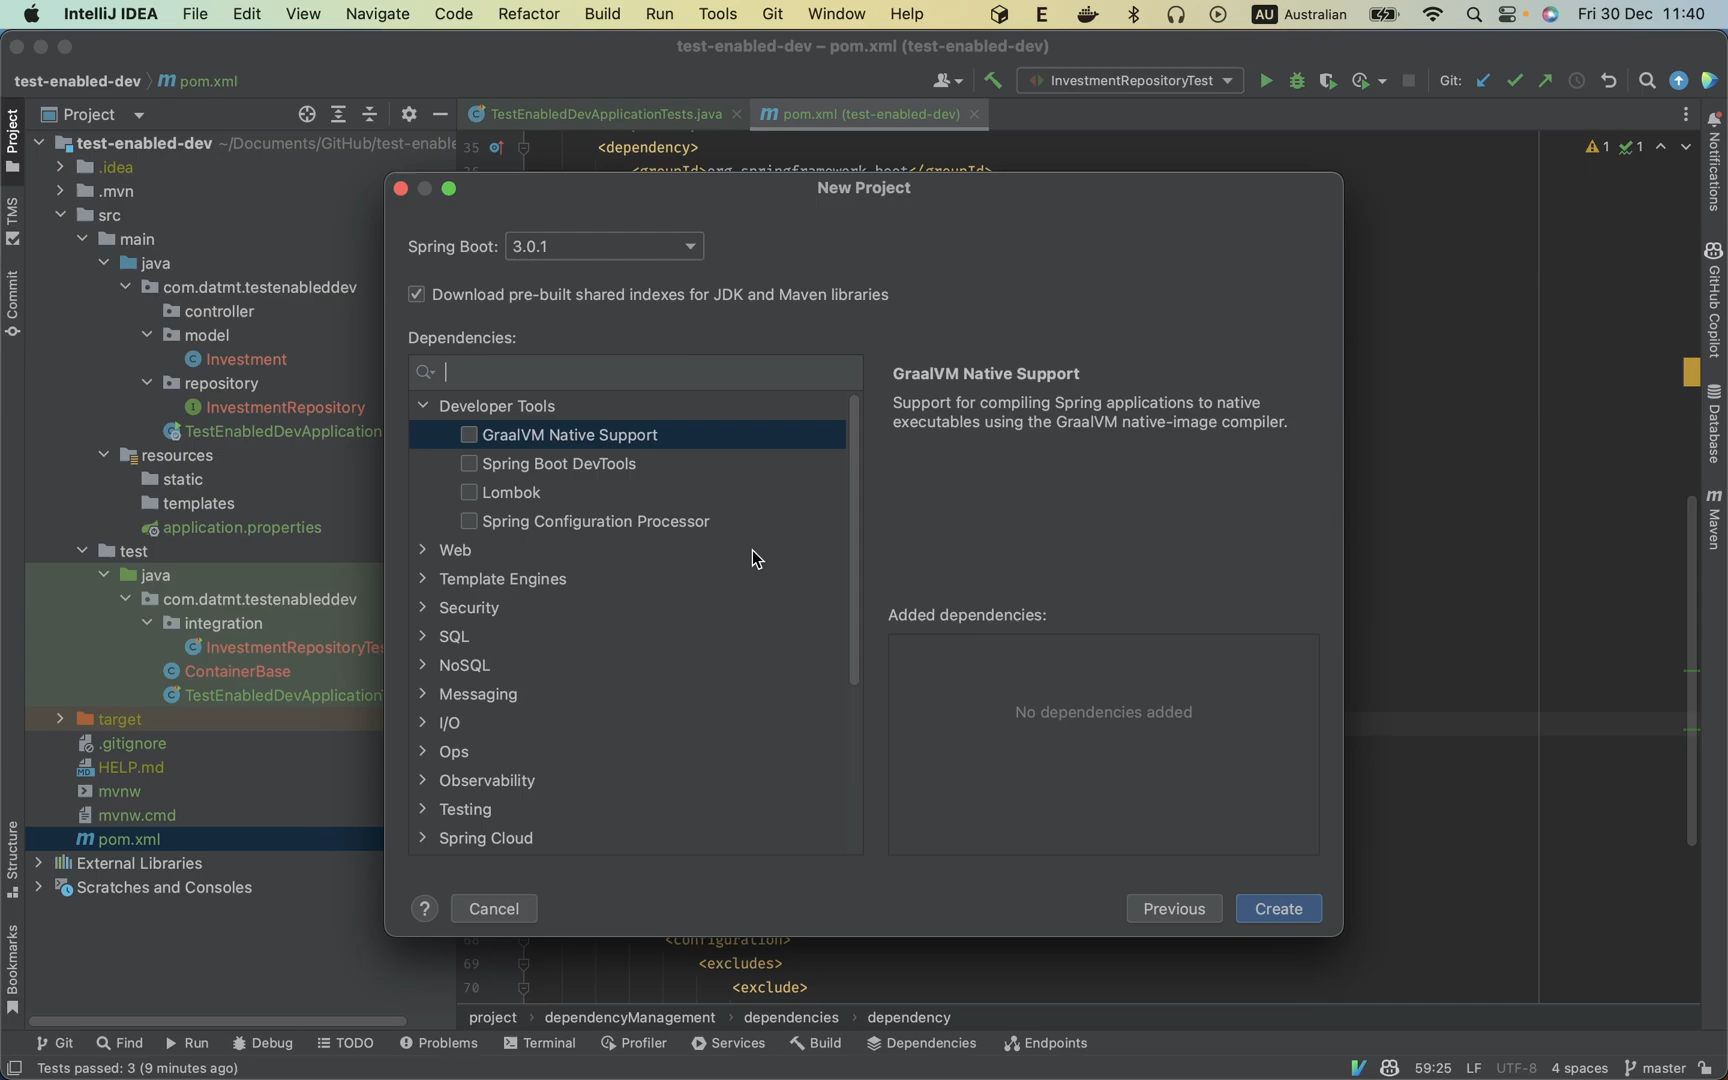 IntelliJ IDEA File Edit View Navigate Code Refactor Build Run Tools Git Window Help E AU Australian Fri 30 Dec 11:40
test-enabled-dev – pom.xml (test-enabled-dev)
test-enabled-dev m pom.xml InvestmentRepositoryTest Git:
Project TestEnabledDevApplicationTests.java m pom.xml (test-enabled-dev)
test-enabled-dev ~/Documents/GitHub/test-enable 35 <dependency> 1 1
.idea
.mvn
src
main
java
com.datmt.testenableddev
controller
model
Investment
repository
InvestmentRepository
TestEnabledDevApplication
resources
static
templates
application.properties
test
java
com.datmt.testenableddev
integration
InvestmentRepositoryTes
ContainerBase
TestEnabledDevApplication
target
.gitignore
HELP.md
mvnw
mvnw.cmd
m pom.xml
External Libraries
Scratches and Consoles
New Project
Spring Boot: 3.0.1
Download pre-built shared indexes for JDK and Maven libraries
Dependencies:
Developer Tools
GraalVM Native Support
Spring Boot DevTools
Lombok
Spring Configuration Processor
Web
Template Engines
Security
SQL
NoSQL
Messaging
I/O
Ops
Observability
Testing
Spring Cloud
GraalVM Native Support
Support for compiling Spring applications to native
executables using the GraalVM native-image compiler.
Added dependencies:
No dependencies added
? Cancel Previous Create
68 <configuration>
69 <excludes>
70 <exclude>
project dependencyManagement dependencies dependency
Project
TMS
Commit
Structure
Bookmarks
Notifications
GitHub Copilot
Database
m Maven
Git Find Run Debug TODO Problems Terminal Profiler Services Build Dependencies Endpoints
Tests passed: 3 (9 minutes ago) 59:25 LF UTF-8 4 spaces master